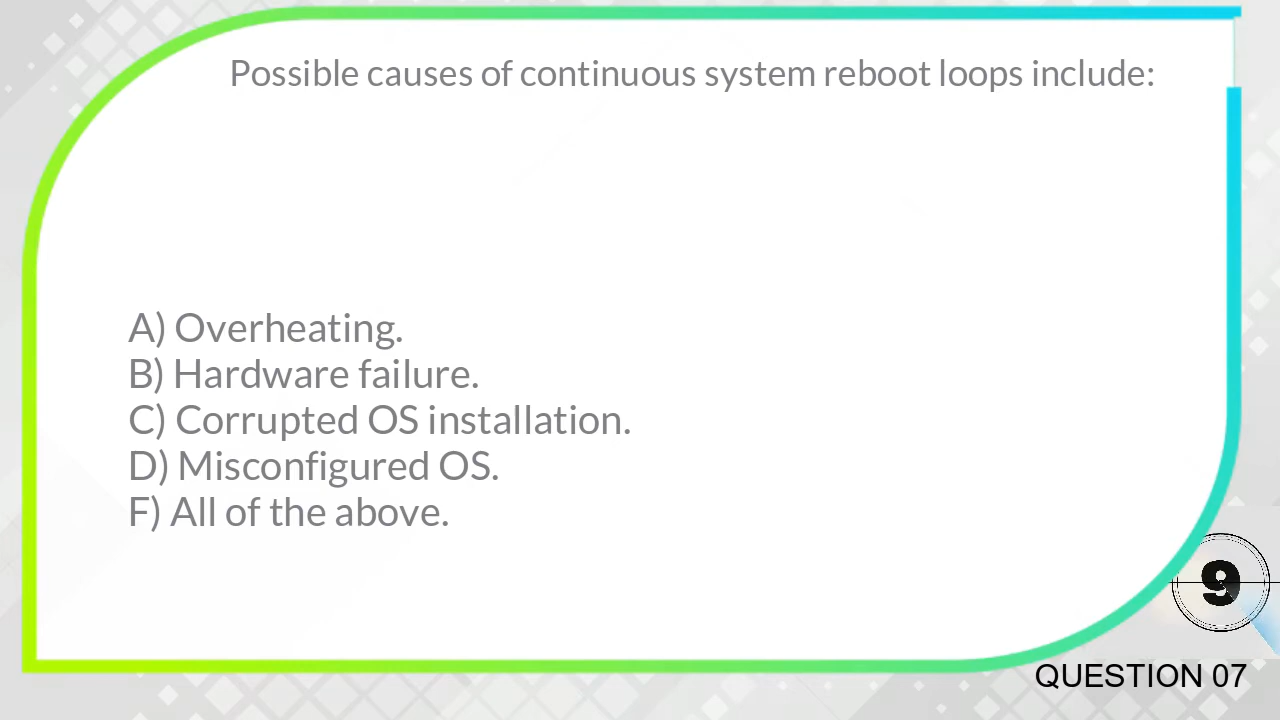 Possible causes of continuous system reboot loops include:
A) Overheating.
B) Hardware failure.
C) Corrupted OS installation.
D) Misconfigured OS.
F) All of the above.
9
QUESTION 07